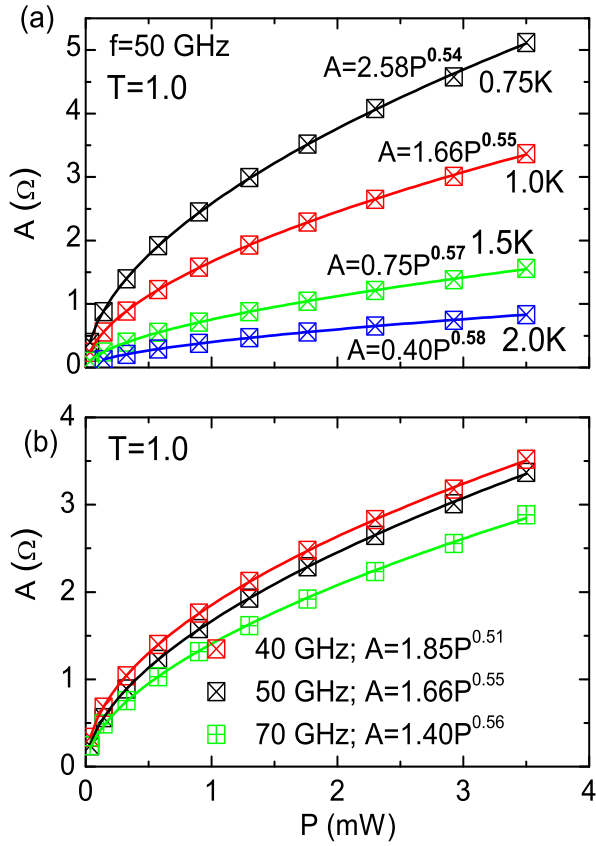 (a)
f=50 GHz
T=1.0
A=2.58P^0.54
0.75K
A=1.66P^0.55
1.0K
A=0.75P^0.57
1.5K
A=0.40P^0.58
2.0K
5
4
3
2
1
0
A (Ω)
(b)
T=1.0
4
3
2
1
0
A (Ω)
40 GHz; A=1.85P^0.51
50 GHz; A=1.66P^0.55
70 GHz; A=1.40P^0.56
0 1 2 3 4
P (mW)